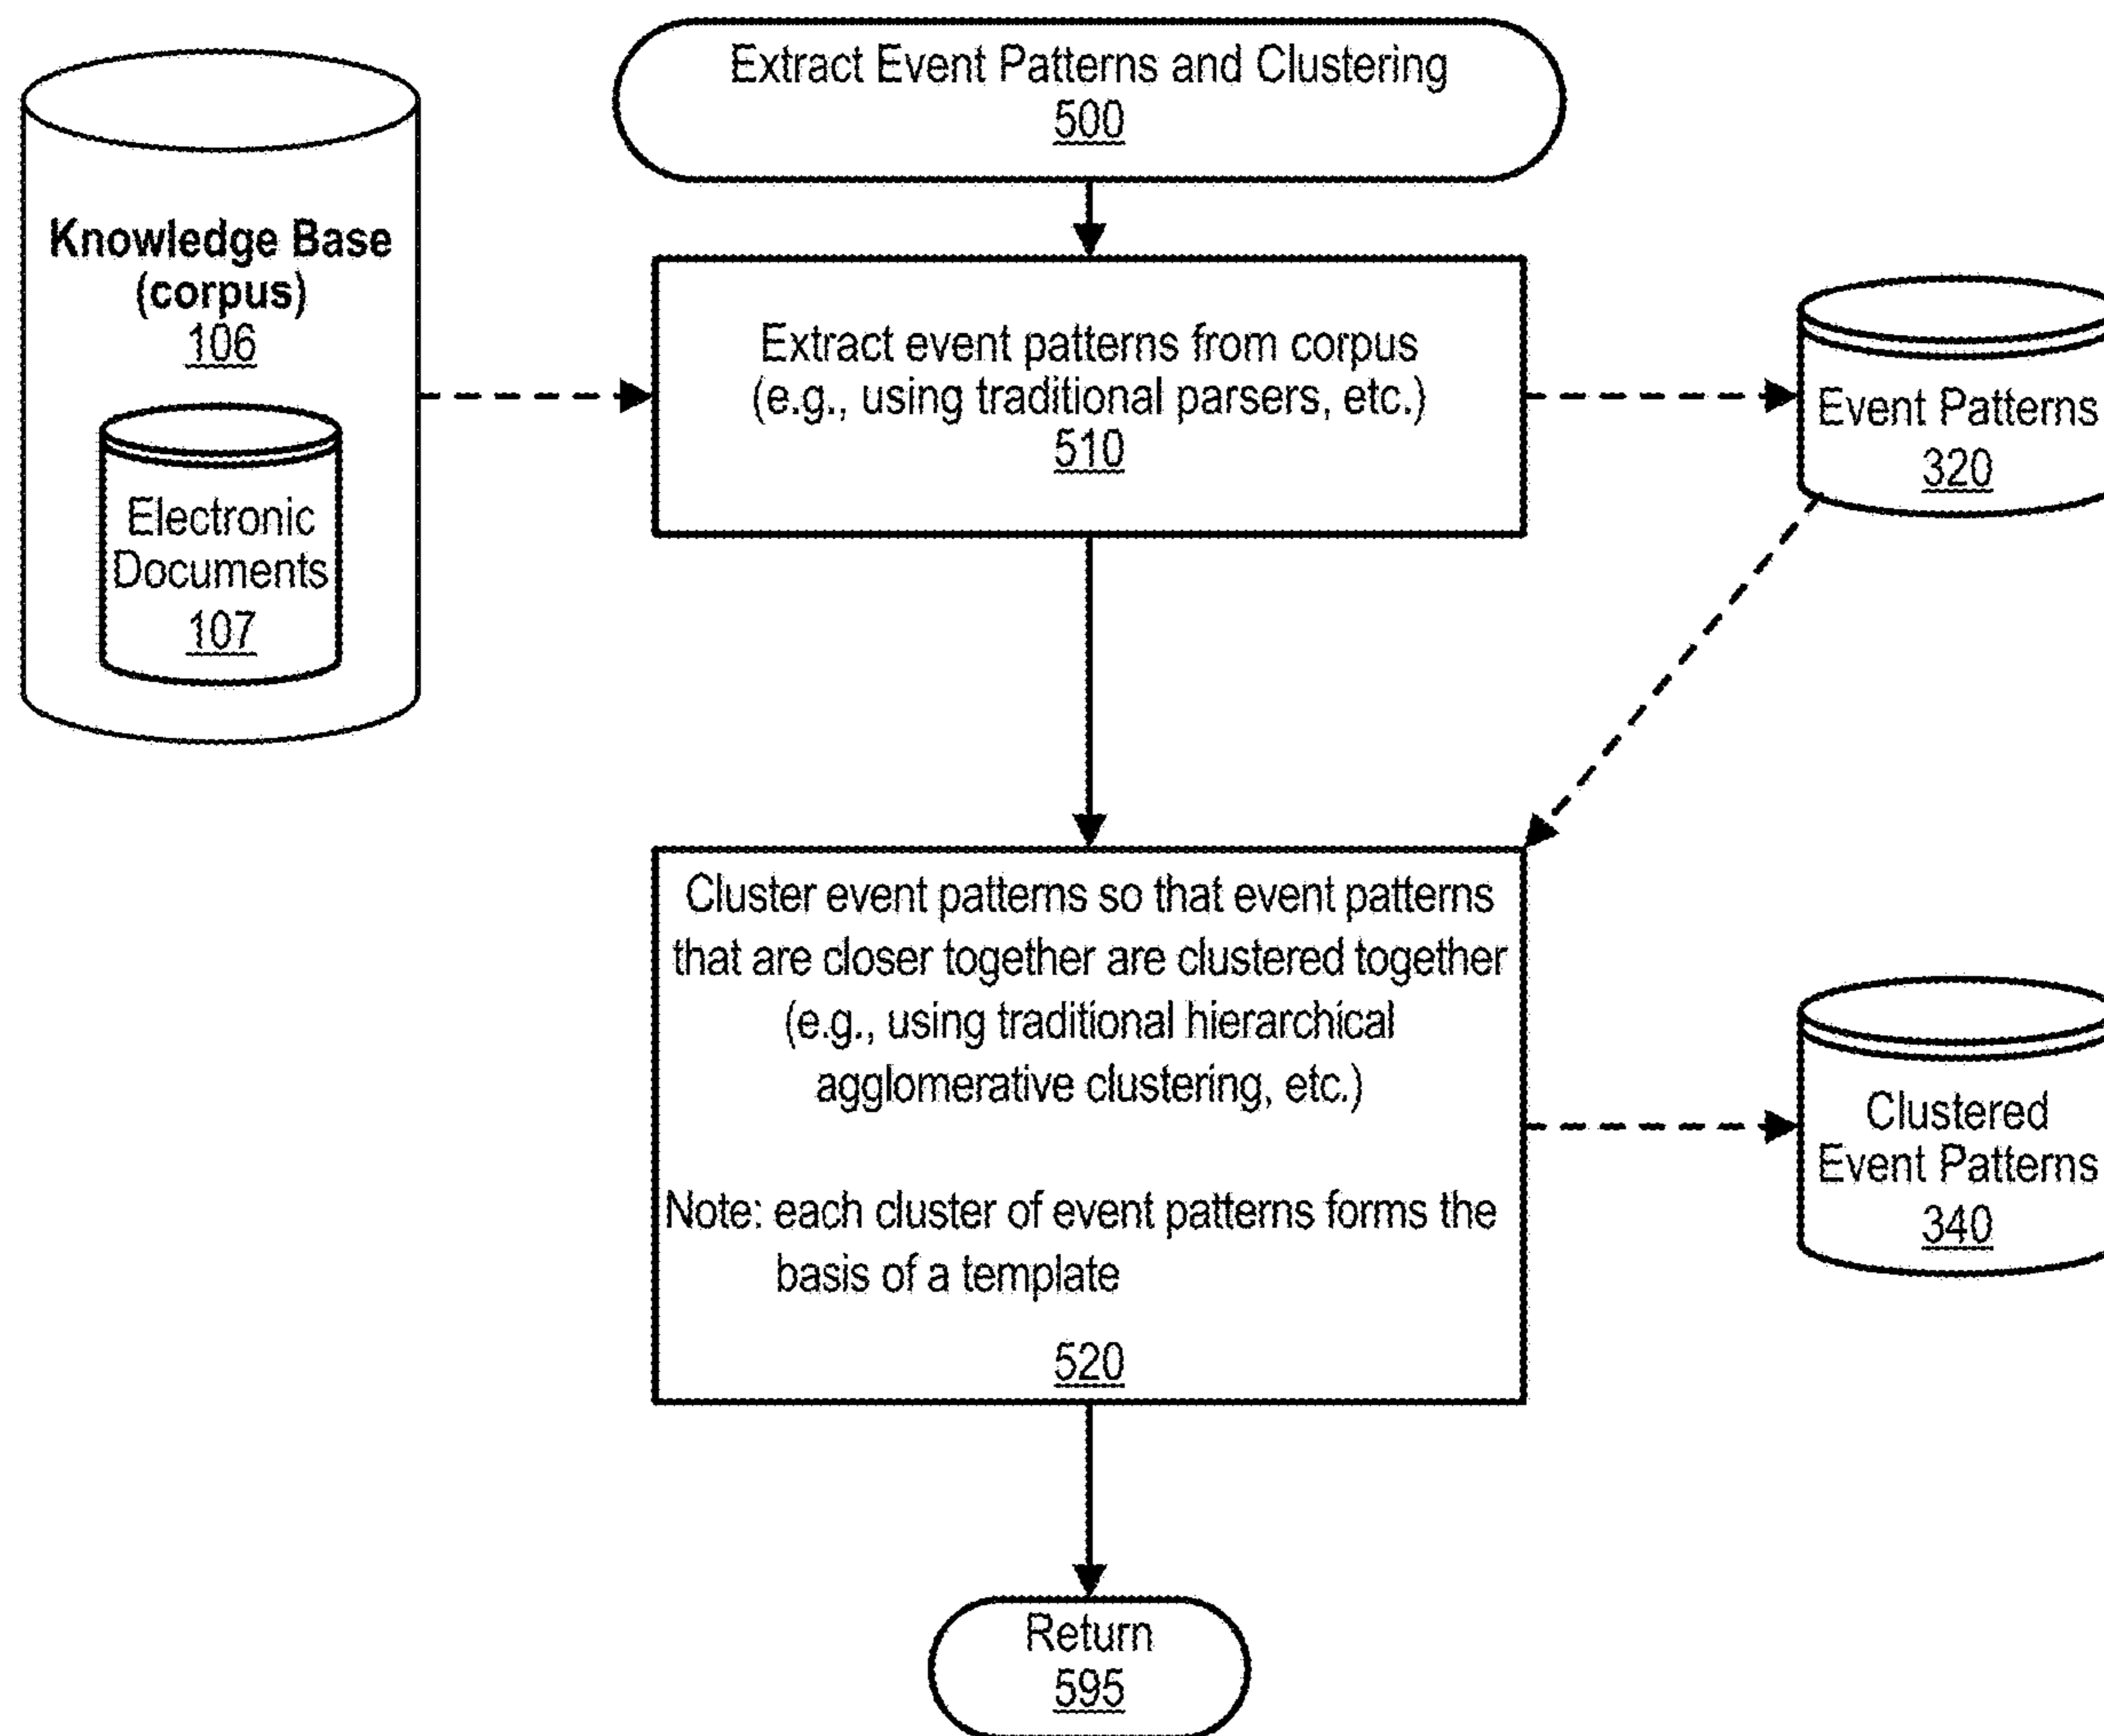 Extract Event Patterns and Clustering
500
Knowledge Base
(corpus)
106
Electronic
Documents
107
Extract event patterns from corpus
(e.g., using traditional parsers, etc.)
510
Event Patterns
320
Cluster event patterns so that event patterns
that are closer together are clustered together
(e.g., using traditional hierarchical
agglomerative clustering, etc.)
Note: each cluster of event patterns forms the
basis of a template
520
Clustered
Event Patterns
340
Return
595